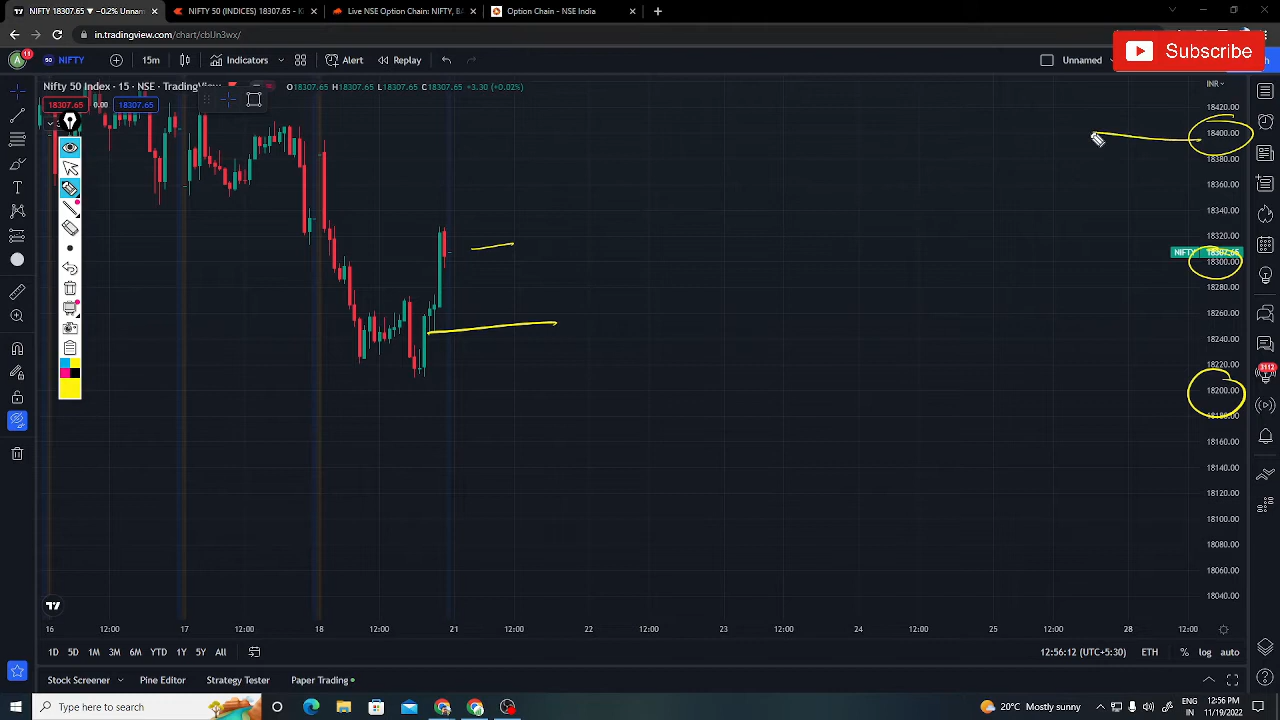 NIFTY 18307.65 ▼ −0.2% Unnam
NIFTY 50 (INDICES) 18307.65 - K
Live NSE Option Chain: NIFTY, BA
Option Chain - NSE India
in.tradingview.com/chart/cbUn3wx/
Subscribe
A
11
50
NIFTY
15m
Indicators
Alert
Replay
Unnamed
Nifty 50 Index · 15 · NSE · TradingView
O18307.65 H18307.65 L18307.65 C18307.65 +3.30 (+0.02%)
INR
18307.65
0.00
18307.65
18420.00
18400.00
18380.00
18360.00
18340.00
18320.00
NIFTY 18307.65
18300.00
18280.00
18260.00
18240.00
18220.00
18200.00
18180.00
18160.00
18140.00
18120.00
18100.00
18080.00
18060.00
18040.00
3112
16 12:00 17 12:00 18 12:00 21 12:00 22 12:00 23 12:00 24 12:00 25 12:00 28 12:00
1D 5D 1M 3M 6M YTD 1Y 5Y All
12:56:12 (UTC+5:30) ETH % log auto
Stock Screener
Pine Editor
Strategy Tester
Paper Trading
Type here to search
20°C Mostly sunny
ENG
IN
12:56 PM
11/19/2022